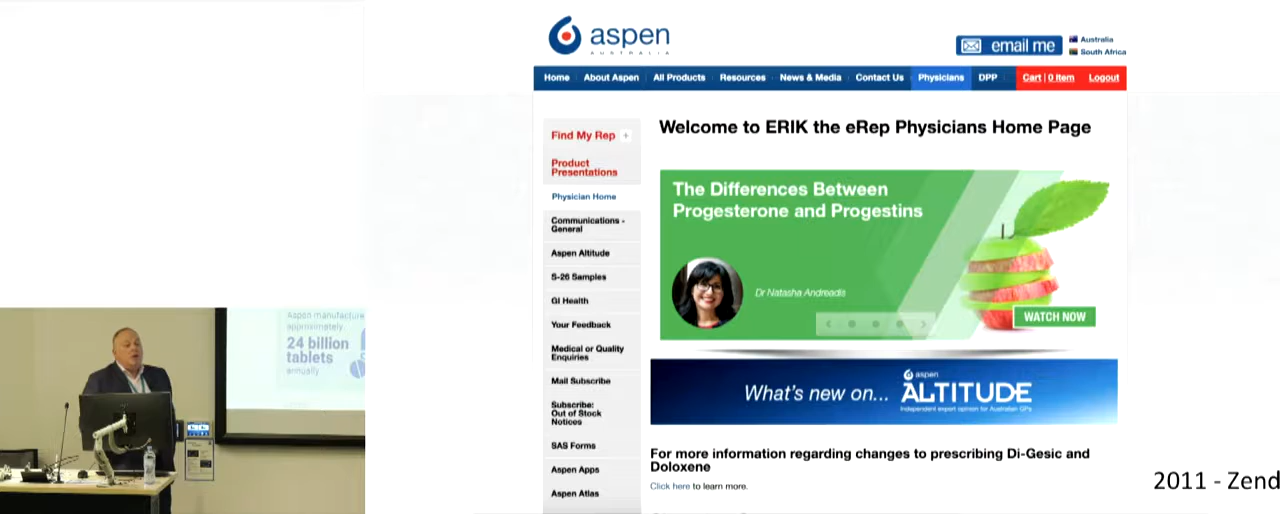 aspen
AUSTRALIA
email me
Australia
South Africa
Home
About Aspen
All Products
Resources
News & Media
Contact Us
Physicians
DPP
Cart | 0 Item
Logout
Find My Rep +
Product
Presentations
Physician Home
Communications -
General
Aspen Altitude
S-26 Samples
GI Health
Your Feedback
Medical or Quality
Enquiries
Mail Subscribe
Subscribe:
Out of Stock
Notices
SAS Forms
Aspen Apps
Aspen Atlas
Welcome to ERIK the eRep Physicians Home Page
The Differences Between
Progesterone and Progestins
Dr Natasha Andreadis
WATCH NOW
What's new on...
aspen
ALTITUDE
Independent expert opinion for Australian GPs
For more information regarding changes to prescribing Di-Gesic and
Doloxene
Click here to learn more.
2011 - Zend
Aspen manufacture
approximately
24 billion
tablets
annually